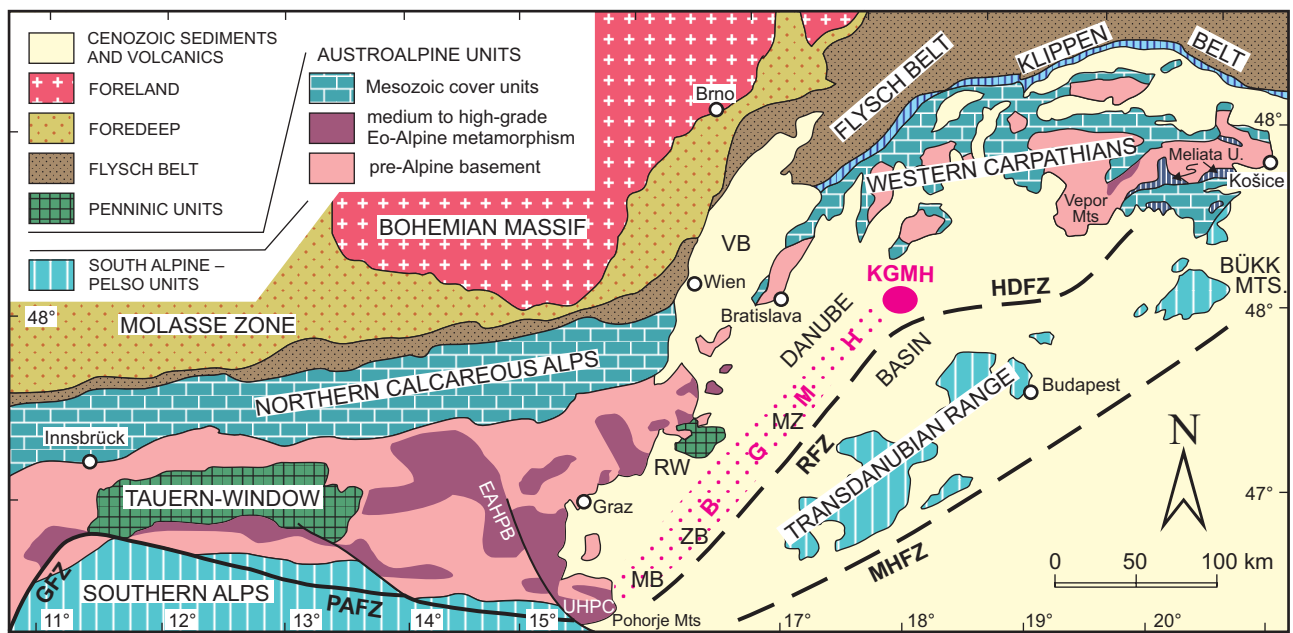 CENOZOIC SEDIMENTS
AND VOLCANICS
FORELAND
FOREDEEP
FLYSCH BELT
PENNINIC UNITS
SOUTH ALPINE –
PELSO UNITS
AUSTROALPINE UNITS
Mesozoic cover units
medium to high-grade
Eo-Alpine metamorphism
pre-Alpine basement
Brno
FLYSCH BELT
KLIPPEN
BELT
48°
WESTERN CARPATHIANS
Meliata U.
Košice
Vepor
Mts
BOHEMIAN MASSIF
VB
Wien
Bratislava
KGMH
HDFZ
BÜKK
MTS.
48°
48°
MOLASSE ZONE
DANUBE
BASIN
NORTHERN CALCAREOUS ALPS
Budapest
Innsbrück
B G M H
MZ
RFZ
TRANSDANUBIAN RANGE
RW
N
TAUERN-WINDOW
EAHPB
Graz
47°
ZB
MB
MHFZ
0 50 100 km
GFZ
SOUTHERN ALPS
PAFZ
UHPC
Pohorje Mts
11° 12° 13° 14° 15° 17° 18° 19° 20°